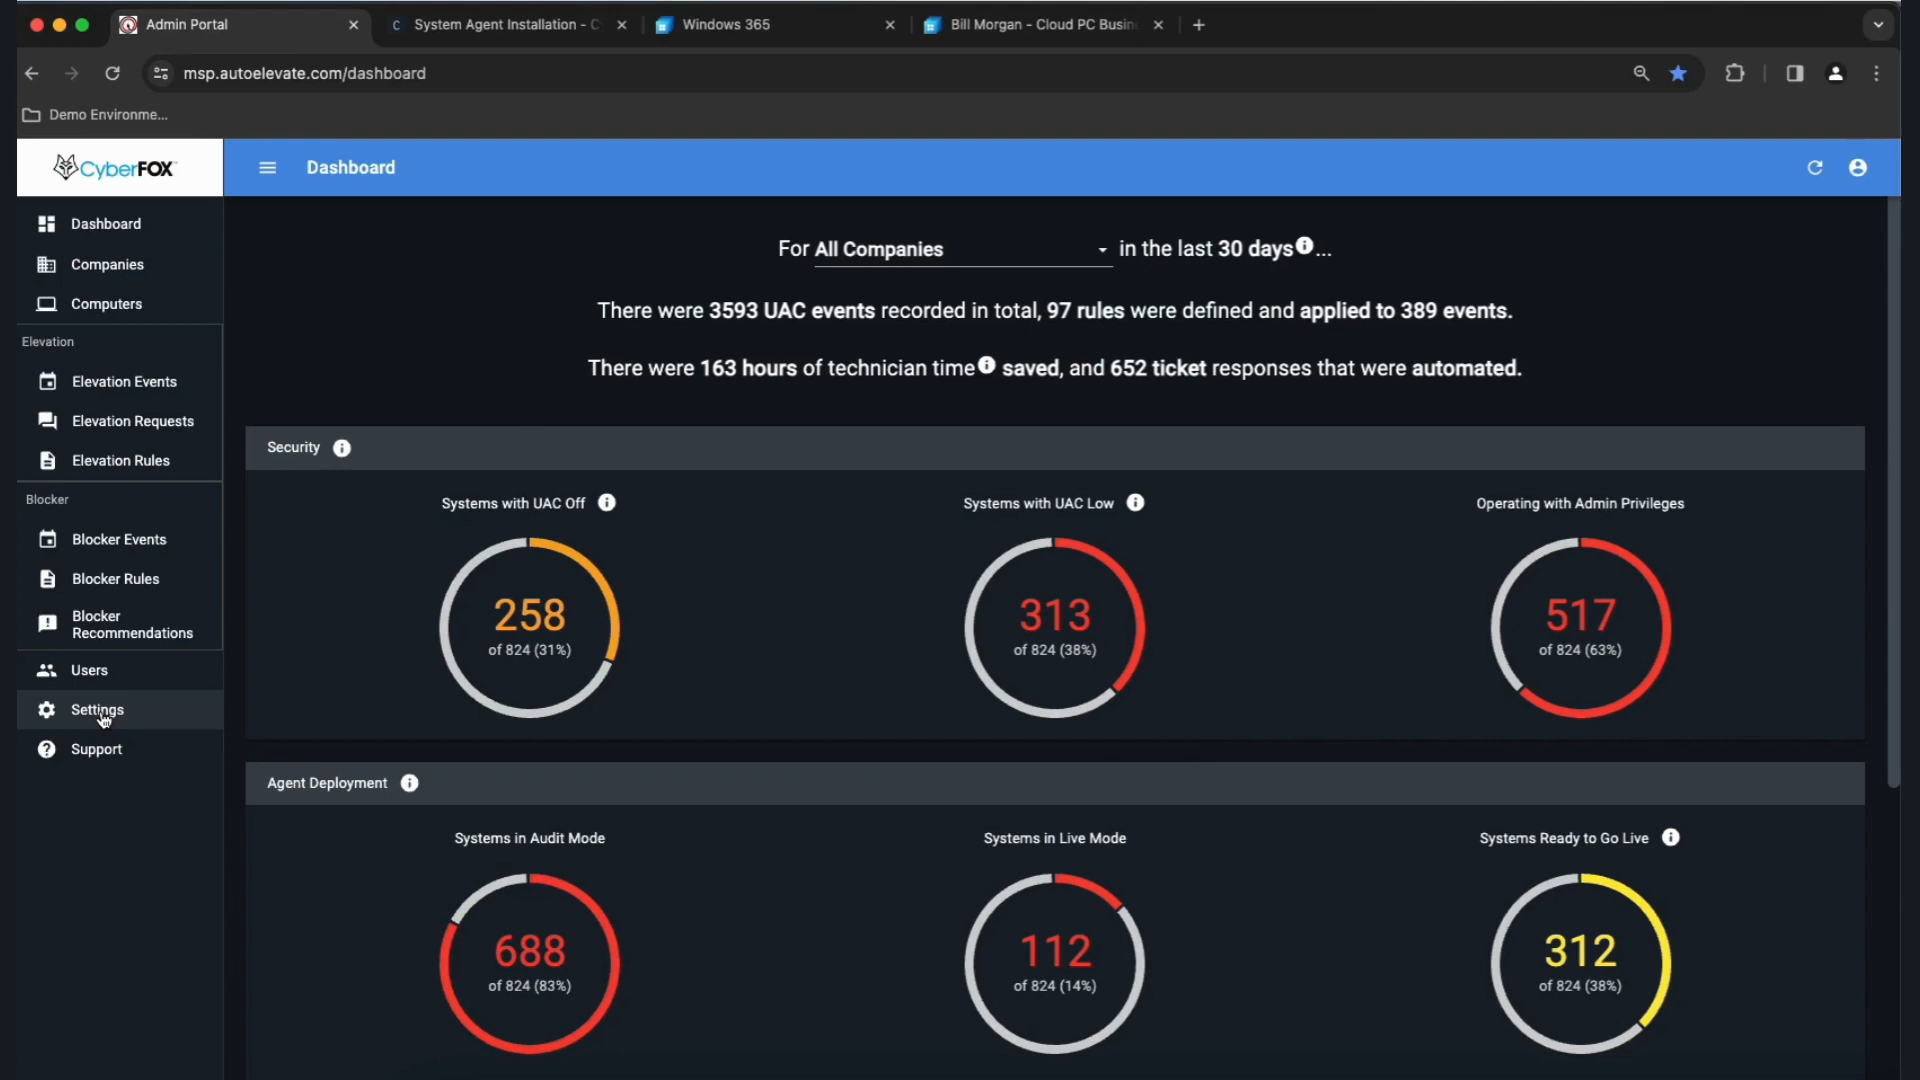 Admin Portal
System Agent Installation - C
Windows 365
Bill Morgan - Cloud PC Busin
msp.autoelevate.com/dashboard
Demo Environme...
CyberFOX
Dashboard
Dashboard
Companies
Computers
Elevation
Elevation Events
Elevation Requests
Elevation Rules
Blocker
Blocker Events
Blocker Rules
Blocker
Recommendations
Users
Settings
Support
For All Companies in the last 30 days...
There were 3593 UAC events recorded in total, 97 rules were defined and applied to 389 events.
There were 163 hours of technician time saved, and 652 ticket responses that were automated.
Security
Systems with UAC Off
258
of 824 (31%)
Systems with UAC Low
313
of 824 (38%)
Operating with Admin Privileges
517
of 824 (63%)
Agent Deployment
Systems in Audit Mode
688
of 824 (83%)
Systems in Live Mode
112
of 824 (14%)
Systems Ready to Go Live
312
of 824 (38%)